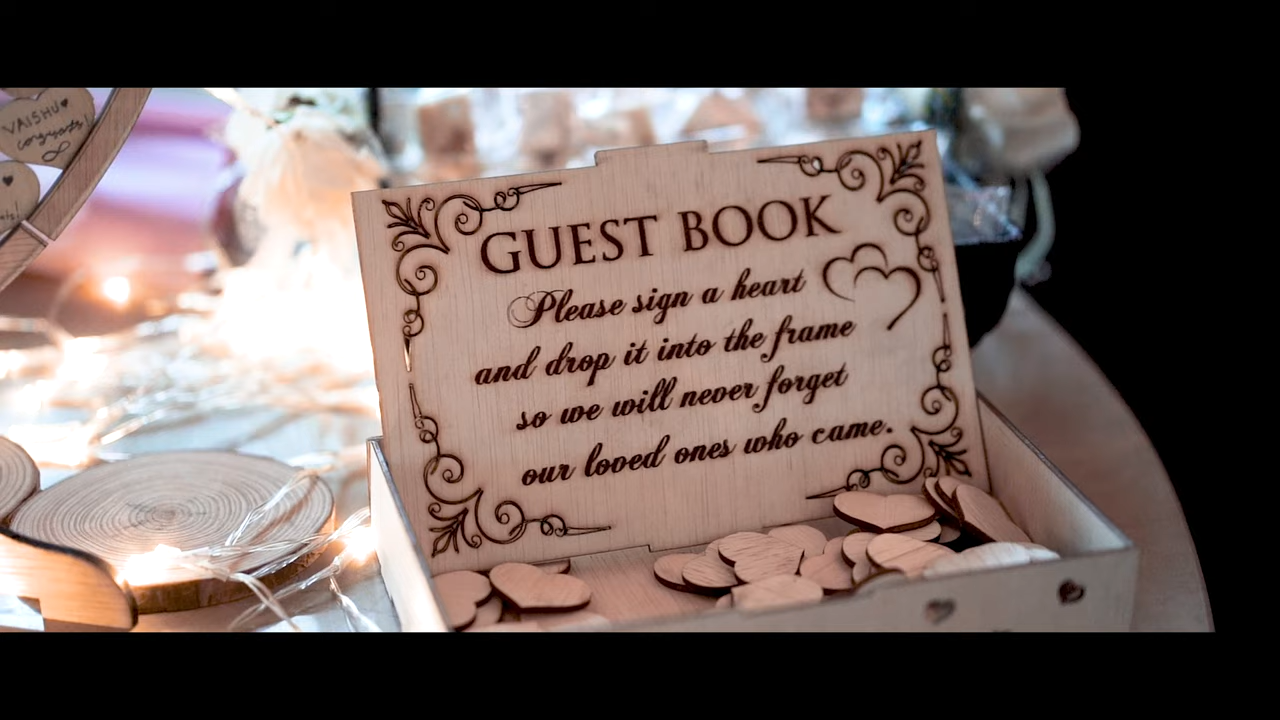 VAISHU
congrats!
GUEST BOOK
Please sign a heart
and drop it into the frame
so we will never forget
our loved ones who came.